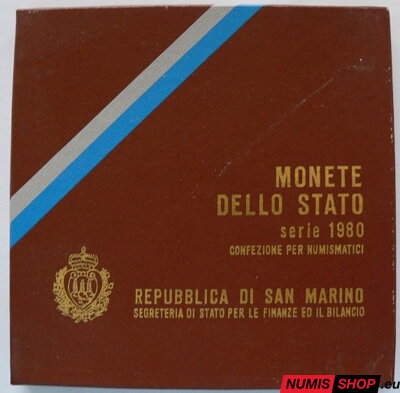 MONETE
DELLO STATO
serie 1980
CONFEZIONE PER NUMISMATICI
REPUBBLICA DI SAN MARINO
SEGRETERIA DI STATO PER LE FINANZE ED IL BILANCIO
NUMIS SHOP.eu